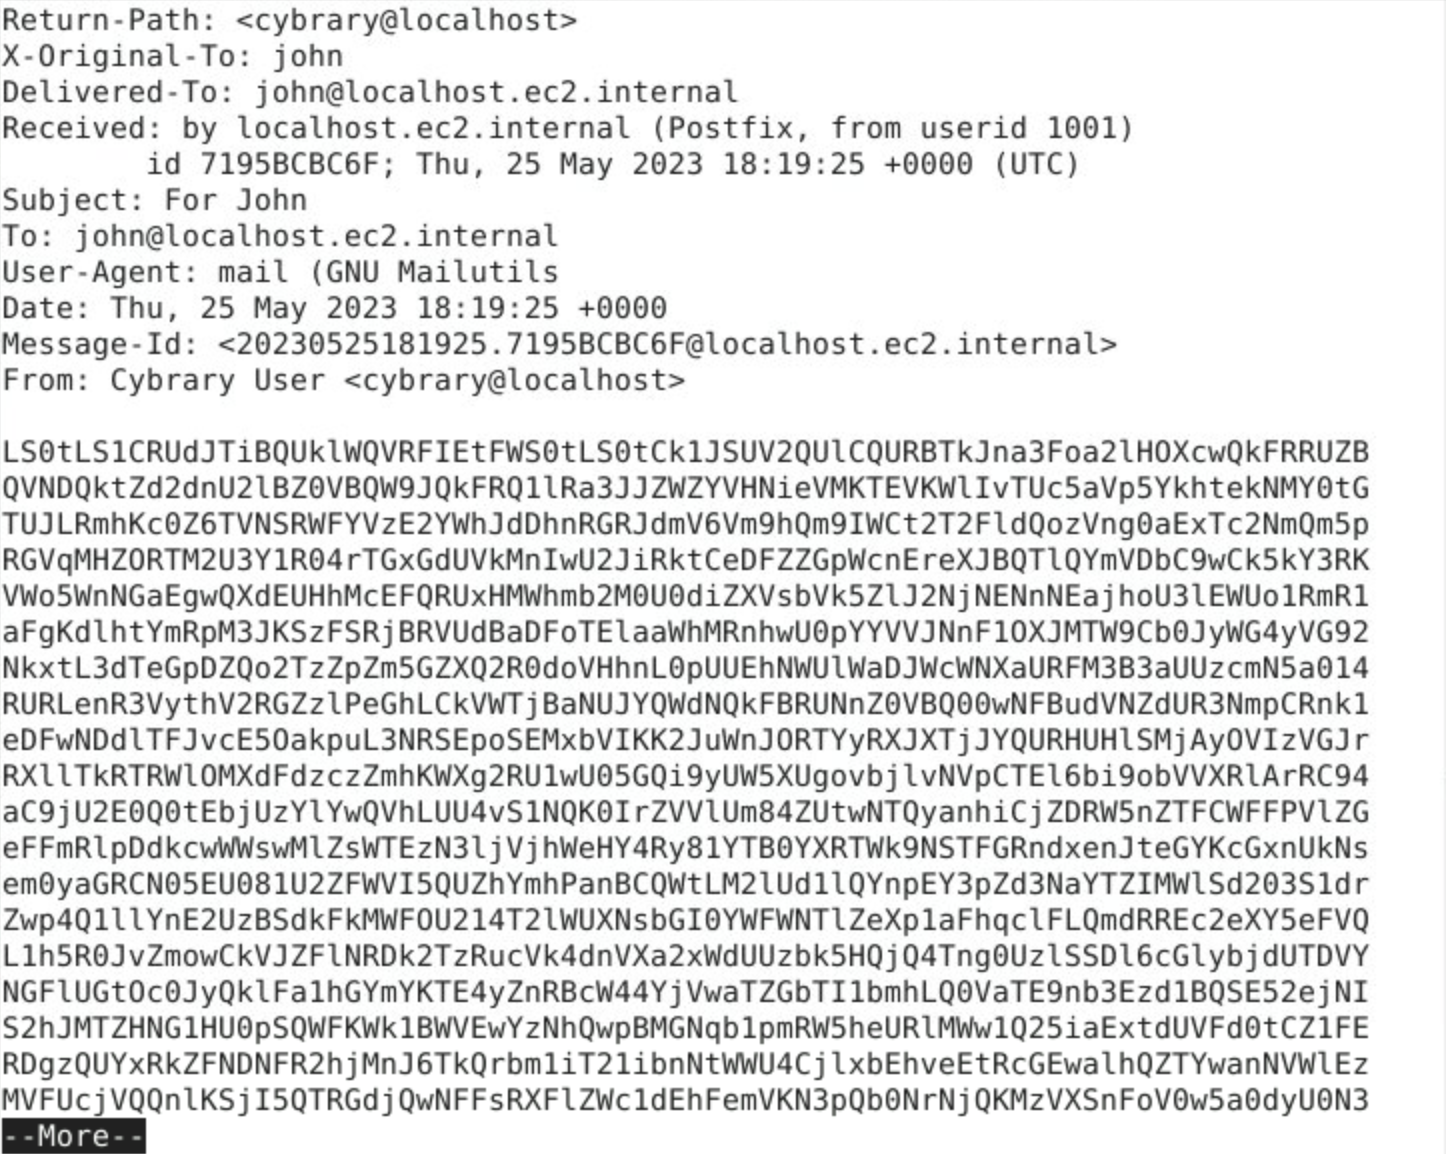 Return-Path: <cybrary@localhost>
X-Original-To: john
Delivered-To: john@localhost.ec2.internal
Received: by localhost.ec2.internal (Postfix, from userid 1001)
        id 7195BCBC6F; Thu, 25 May 2023 18:19:25 +0000 (UTC)
Subject: For John
To: john@localhost.ec2.internal
User-Agent: mail (GNU Mailutils
Date: Thu, 25 May 2023 18:19:25 +0000
Message-Id: <20230525181925.7195BCBC6F@localhost.ec2.internal>
From: Cybrary User <cybrary@localhost>

LS0tLS1CRUdJTiBQUklWQVRFIEtFWS0tLS0tCk1JSUV2QUlCQURBTkJna3Foa2lHOXcwQkFRRUZB
QVNDQktZd2dnU2lBZ0VBQW9JQkFRQ1lRa3JJZWZYVHNieVMKTEVKWlIvTUc5aVp5YkhtekNMY0tG
TUJLRmhKc0Z6TVNSRWFYVzE2YWhJdDhnRGRJdmV6Vm9hQm9IWCt2T2FldQozVng0aExTc2NmQm5p
RGVqMHZORTM2U3Y1R04rTGxGdUVkMnIwU2JiRktCeDFZZGpWcnEreXJBQTlQYmVDbC9wCk5kY3RK
VWo5WnNGaEgwQXdEUHhMcEFQRUxHMWhmb2M0U0diZXVsbVk5ZlJ2NjNENnNEajhoU3lEWUo1RmR1
aFgKdlhtYmRpM3JKSzFSRjBRVUdBaDFoTElaaWhMRnhwU0pYYVVJNnF1OXJMTW9Cb0JyWG4yVG92
NkxtL3dTeGpDZQo2TzZpZm5GZXQ2R0doVHhnL0pUUEhNWUlWaDJWcWNXaURFM3B3aUUzcmN5a014
RURLenR3VythV2RGZzlPeGhLCkVWTjBaNUJYQWdNQkFBRUNnZ0VBQ00wNFBudVNZdUR3NmpCRnk1
eDFwNDdlTFJvcE5OakpuL3NRSEpoSEMxbVIKK2JuWnJORTYyRXJXTjJYQURHUHlSMjAyOVIzVGJr
RXllTkRTRWlOMXdFdzczZmhKWXg2RU1wU05GQi9yUW5XUgovbjlvNVpCTEl6bi9obVVXRlArRC94
aC9jU2E0Q0tEbjUzYlYwQVhLUU4vS1NQK0IrZVVlUm84ZUtwNTQyanhiCjZDRW5nZTFCWFFPVlZG
eFFmRlpDdkcwWWswMlZsWTEzN3ljVjhWeHY4Ry81YTB0YXRTWk9NSTFGRndxenJteGYKcGxnUkNs
em0yaGRCN05EU081U2ZFWVI5QUZhYmhPanBCQWtLM2lUd1lQYnpEY3pZd3NaYTZIMWlSd203S1dr
Zwp4Q1llYnE2UzBSdkFkMWFOU214T2lWUXNsbGI0YWFWNTlZeXp1aFhqclFLQmdRREc2eXY5eFVQ
L1h5R0JvZmowCkVJZFlNRDk2TzRucVk4dnVXa2xWdUUzbk5HQjQ4Tng0UzlSSDl6cGlybjdUTDVY
NGFlUGtOc0JyQklFa1hGYmYKTE4yZnRBcW44YjVwaTZGbTI1bmhLQ0VaTE9nb3Ezd1BQSE52ejNI
S2hJMTZHNG1HU0pSQWFKWk1BWVEwYzNhQwpBMGNqb1pmRW5heURlMWw1Q25iaExtdUVFd0tCZ1FE
RDgzQUYxRkZFNDNFR2hjMnJ6TkQrbm1iT21ibnNtWWU4CjlxbEhveEtRcGEwalhQZTYwanNVWlEz
MVFUcjVQQnlKSjI5QTRGdjQwNFFsRXFlZWc1dEhFemVKN3pQb0NrNjQKMzVXSnFoV0w5a0dyU0N3
--More--